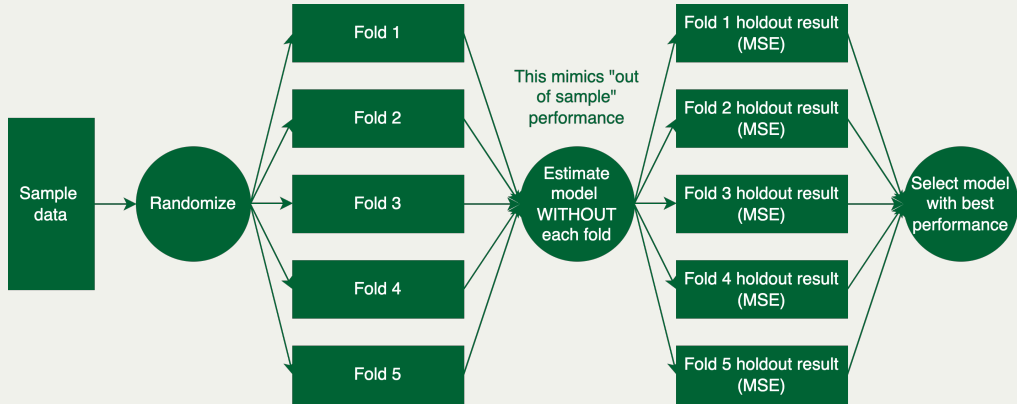 Sample
data
Randomize
Fold 1
Fold 2
Fold 3
Fold 4
Fold 5
This mimics "out
of sample"
performance
Estimate
model
WITHOUT
each fold
Fold 1 holdout result
(MSE)
Fold 2 holdout result
(MSE)
Fold 3 holdout result
(MSE)
Fold 4 holdout result
(MSE)
Fold 5 holdout result
(MSE)
Select model
with best
performance